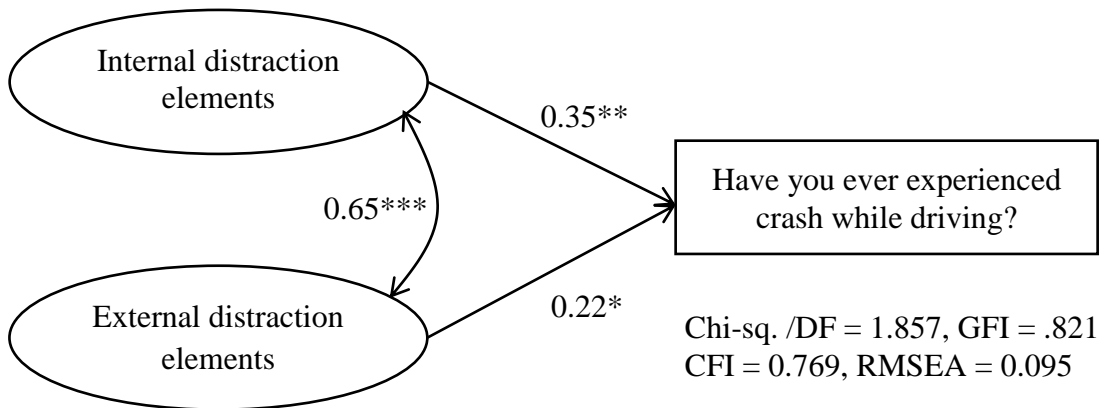 Internal distraction
elements
0.35**
Have you ever experienced
crash while driving?
0.65***
External distraction
elements
0.22*
Chi-sq. /DF = 1.857, GFI = .821
CFI = 0.769, RMSEA = 0.095